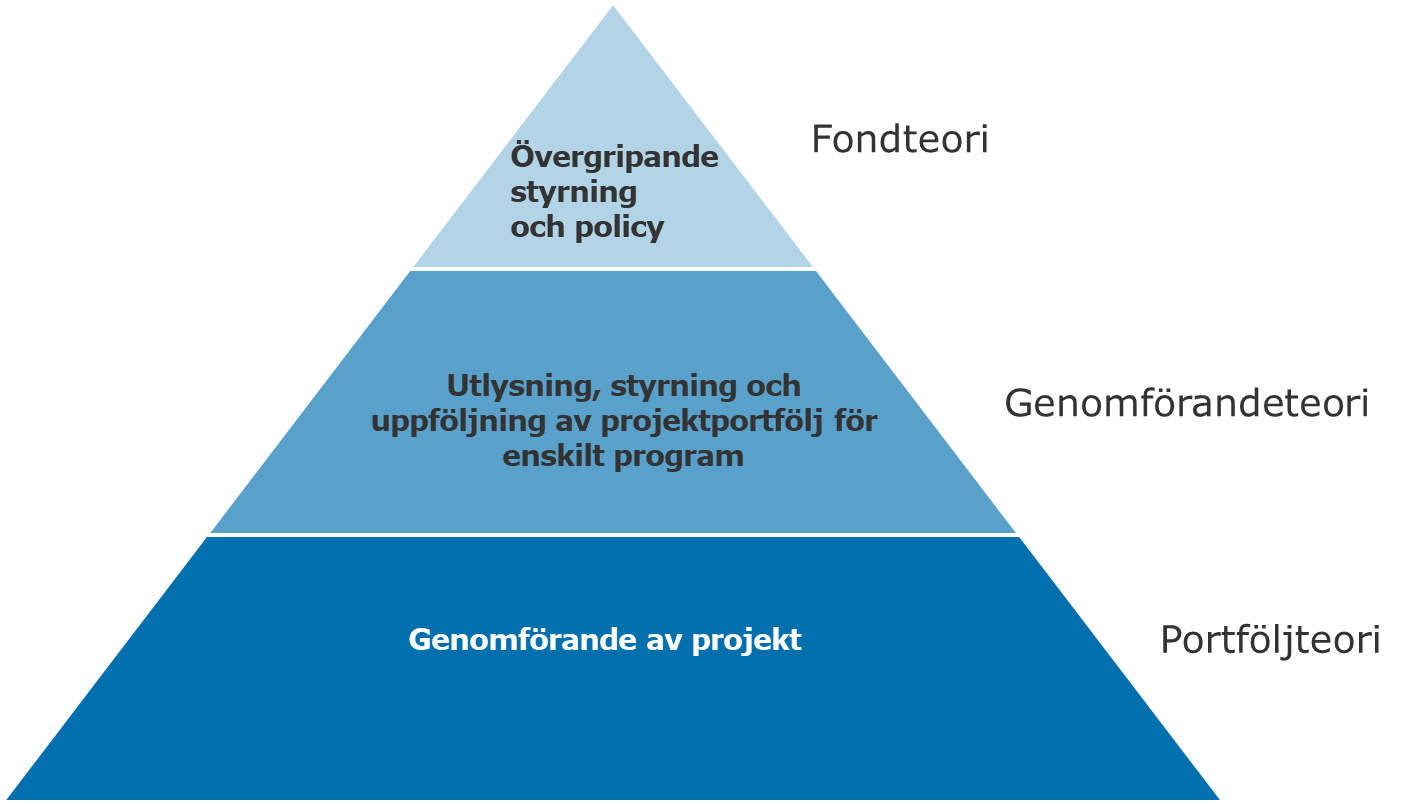 Fondteori
Övergripande
styrning
och policy
Utlysning, styrning och
uppföljning av projektportfölj för
enskilt program
Genomförandeteori
Genomförande av projekt
Portföljteori